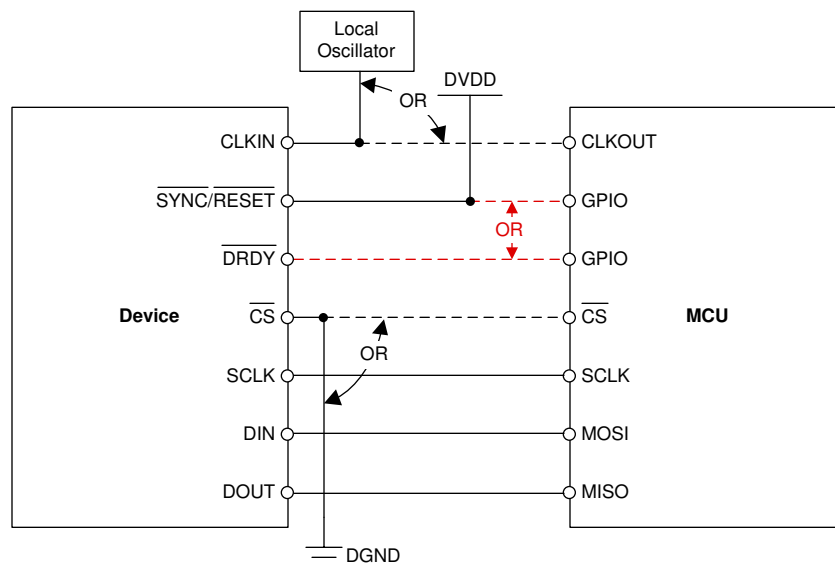 Local
Oscillator
OR
DVDD
CLKIN
CLKOUT
SYNC/RESET
GPIO
OR
DRDY
GPIO
Device
CS
CS
MCU
OR
SCLK
SCLK
DIN
MOSI
DOUT
MISO
DGND